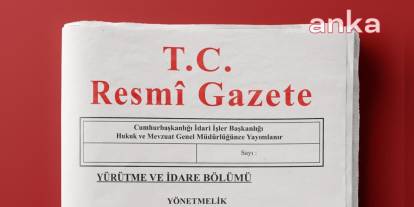 anka
T.C.
Resmî Gazete
Cumhurbaşkanlığı İdari İşler Başkanlığı
Hukuk ve Mevzuat Genel Müdürlüğünce Yayımlanır
Sayı :
YÜRÜTME VE İDARE BÖLÜMÜ
YÖNETMELİK